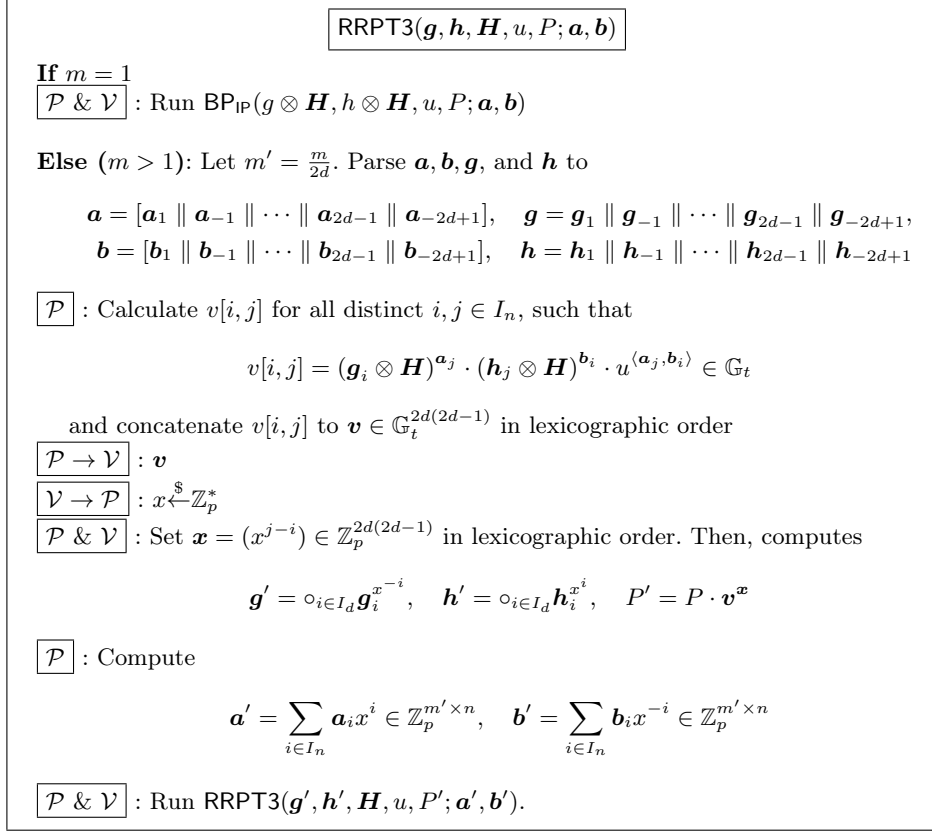 RRPT3(g, h, H, u, P; a, b)
If m = 1
P & V : Run BP_IP(g ⊗ H, h ⊗ H, u, P; a, b)
Else (m > 1): Let m′ = m/2d. Parse a, b, g, and h to
a = [a_1 ∥ a_{−1} ∥ ⋯ ∥ a_{2d−1} ∥ a_{−2d+1}],  g = g_1 ∥ g_{−1} ∥ ⋯ ∥ g_{2d−1} ∥ g_{−2d+1},
b = [b_1 ∥ b_{−1} ∥ ⋯ ∥ b_{2d−1} ∥ b_{−2d+1}],  h = h_1 ∥ h_{−1} ∥ ⋯ ∥ h_{2d−1} ∥ h_{−2d+1}
P : Calculate v[i, j] for all distinct i, j ∈ I_n, such that
v[i, j] = (g_i ⊗ H)^{a_j} · (h_j ⊗ H)^{b_i} · u^{⟨a_j, b_i⟩} ∈ 𝔾_t
and concatenate v[i, j] to v ∈ 𝔾_t^{2d(2d−1)} in lexicographic order
P → V : v
V → P : x ←$ ℤ_p^*
P & V : Set x = (x^{j−i}) ∈ ℤ_p^{2d(2d−1)} in lexicographic order. Then, computes
g′ = ∘_{i∈I_d} g_i^{x^{−i}},  h′ = ∘_{i∈I_d} h_i^{x^i},  P′ = P · v^x
P : Compute
a′ = ∑_{i∈I_n} a_i x^i ∈ ℤ_p^{m′×n},  b′ = ∑_{i∈I_n} b_i x^{−i} ∈ ℤ_p^{m′×n}
P & V : Run RRPT3(g′, h′, H, u, P′; a′, b′).